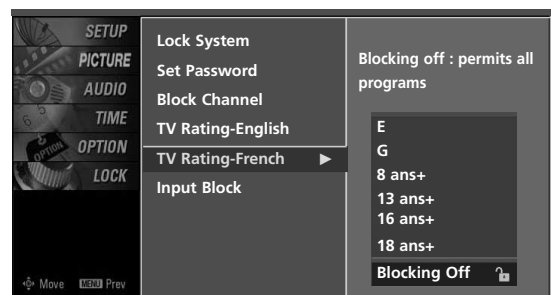 SETUP
PICTURE
AUDIO
TIME
OPTION
LOCK
Move MENU Prev
Lock System
Set Password
Block Channel
TV Rating-English
TV Rating-French ►
Input Block
Blocking off : permits all
programs
E
G
8 ans+
13 ans+
16 ans+
18 ans+
Blocking Off